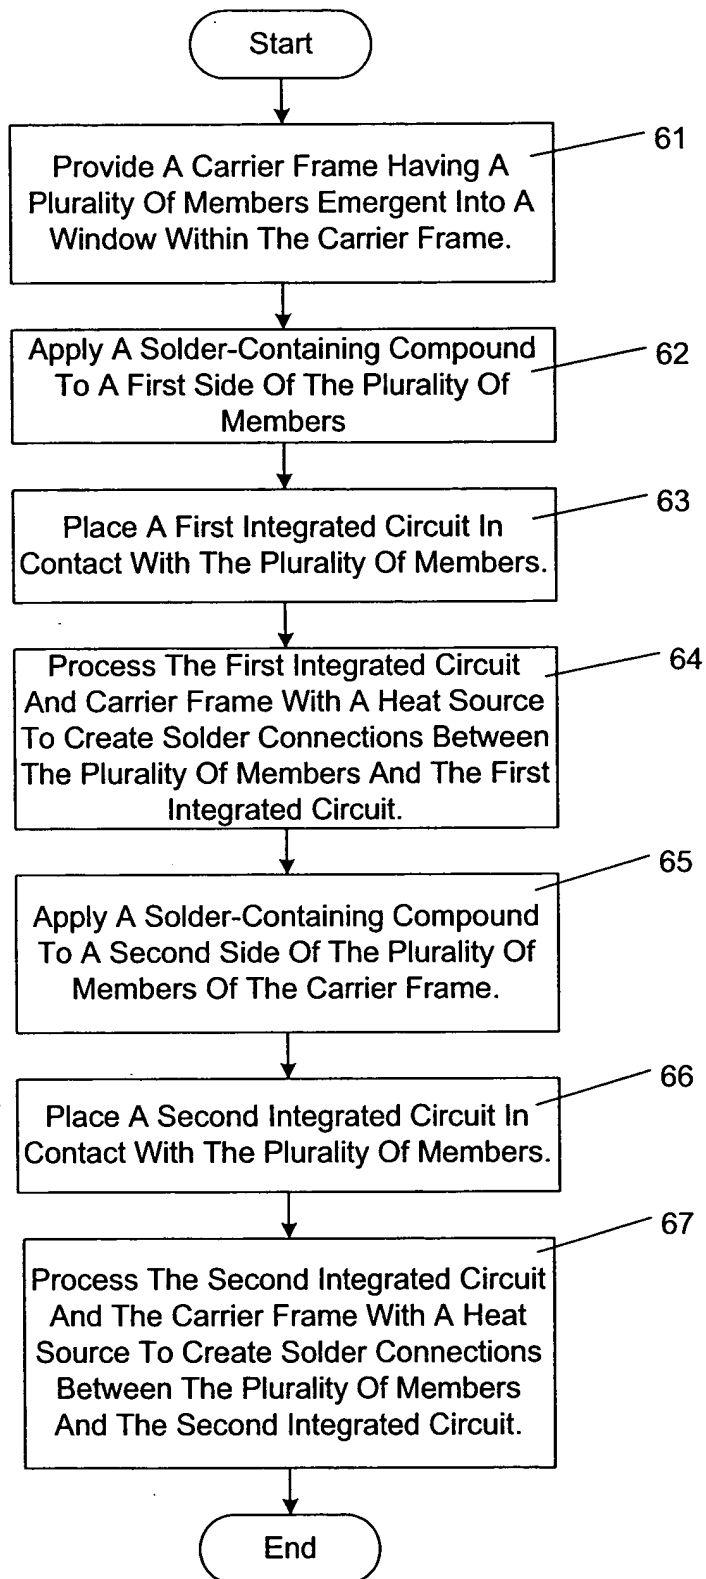 Start
61
Provide A Carrier Frame Having A
Plurality Of Members Emergent Into A
Window Within The Carrier Frame.
62
Apply A Solder-Containing Compound
To A First Side Of The Plurality Of
Members
63
Place A First Integrated Circuit In
Contact With The Plurality Of Members.
64
Process The First Integrated Circuit
And Carrier Frame With A Heat Source
To Create Solder Connections Between
The Plurality Of Members And The First
Integrated Circuit.
65
Apply A Solder-Containing Compound
To A Second Side Of The Plurality Of
Members Of The Carrier Frame.
66
Place A Second Integrated Circuit In
Contact With The Plurality Of Members.
67
Process The Second Integrated Circuit
And The Carrier Frame With A Heat
Source To Create Solder Connections
Between The Plurality Of Members
And The Second Integrated Circuit.
End